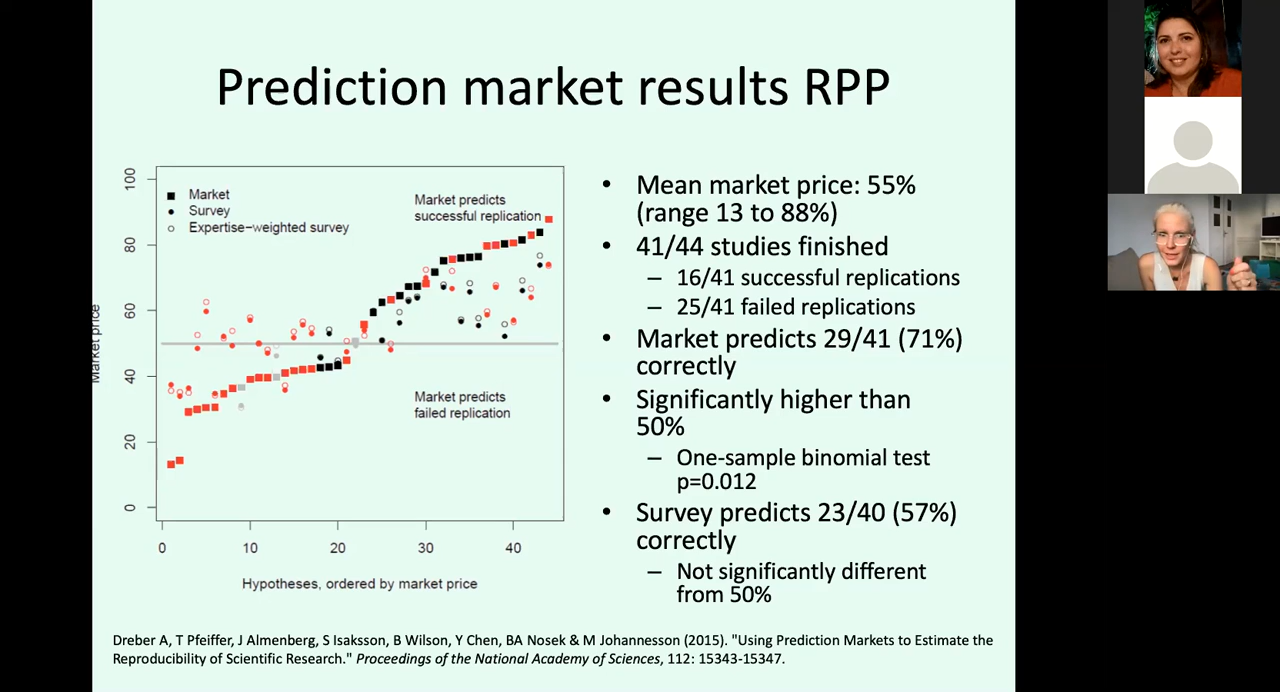 Prediction market results RPP
Market price
100
80
60
40
20
0
0
10
20
30
40
Hypotheses, ordered by market price
Market
Survey
Expertise−weighted survey
Market predicts
successful replication
Market predicts
failed replication
• Mean market price: 55%
(range 13 to 88%)
• 41/44 studies finished
– 16/41 successful replications
– 25/41 failed replications
• Market predicts 29/41 (71%)
correctly
• Significantly higher than
50%
– One-sample binomial test
p=0.012
• Survey predicts 23/40 (57%)
correctly
– Not significantly different
from 50%
Dreber A, T Pfeiffer, J Almenberg, S Isaksson, B Wilson, Y Chen, BA Nosek & M Johannesson (2015). "Using Prediction Markets to Estimate the
Reproducibility of Scientific Research." Proceedings of the National Academy of Sciences, 112: 15343-15347.